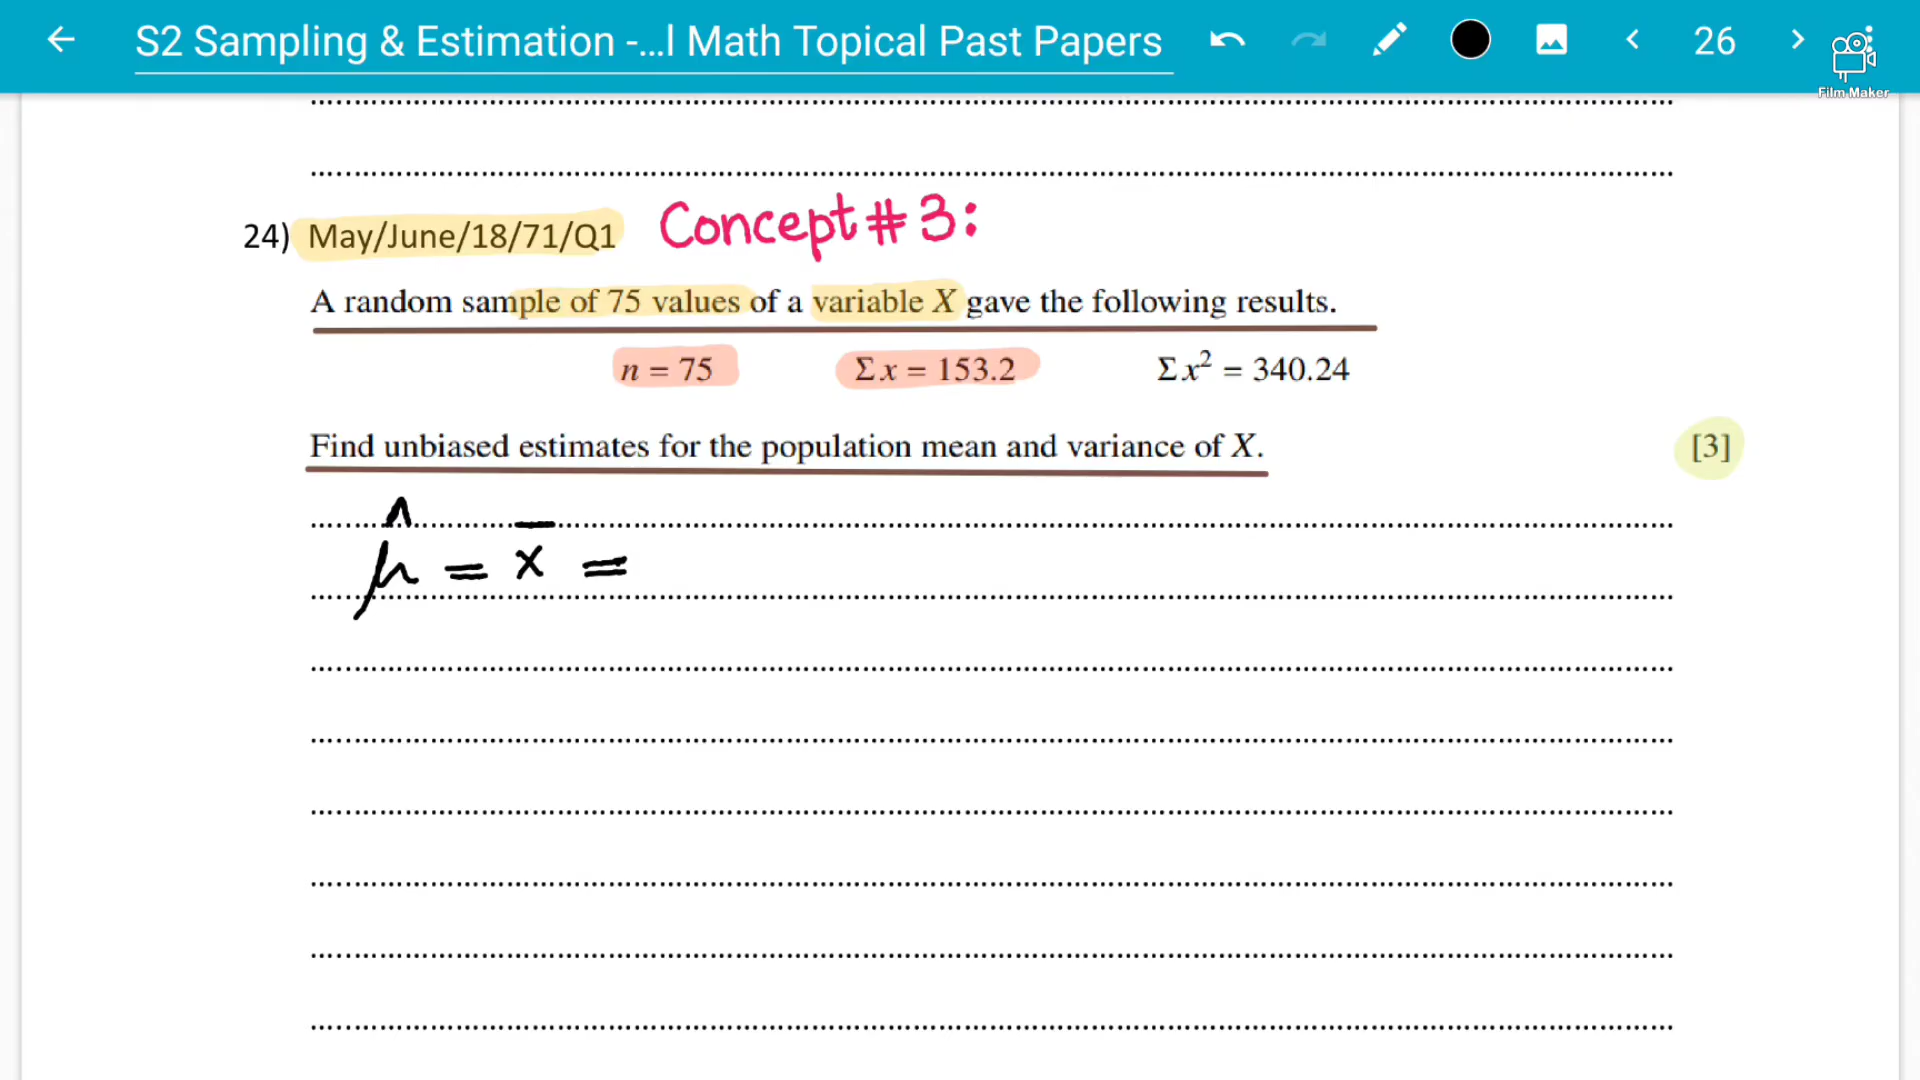 S2 Sampling & Estimation -...l Math Topical Past Papers 26
Film Maker
24) May/June/18/71/Q1 Concept # 3:
A random sample of 75 values of a variable X gave the following results.
n = 75 Σx = 153.2 Σx² = 340.24
Find unbiased estimates for the population mean and variance of X. [3]
μ̂ = x̄ =